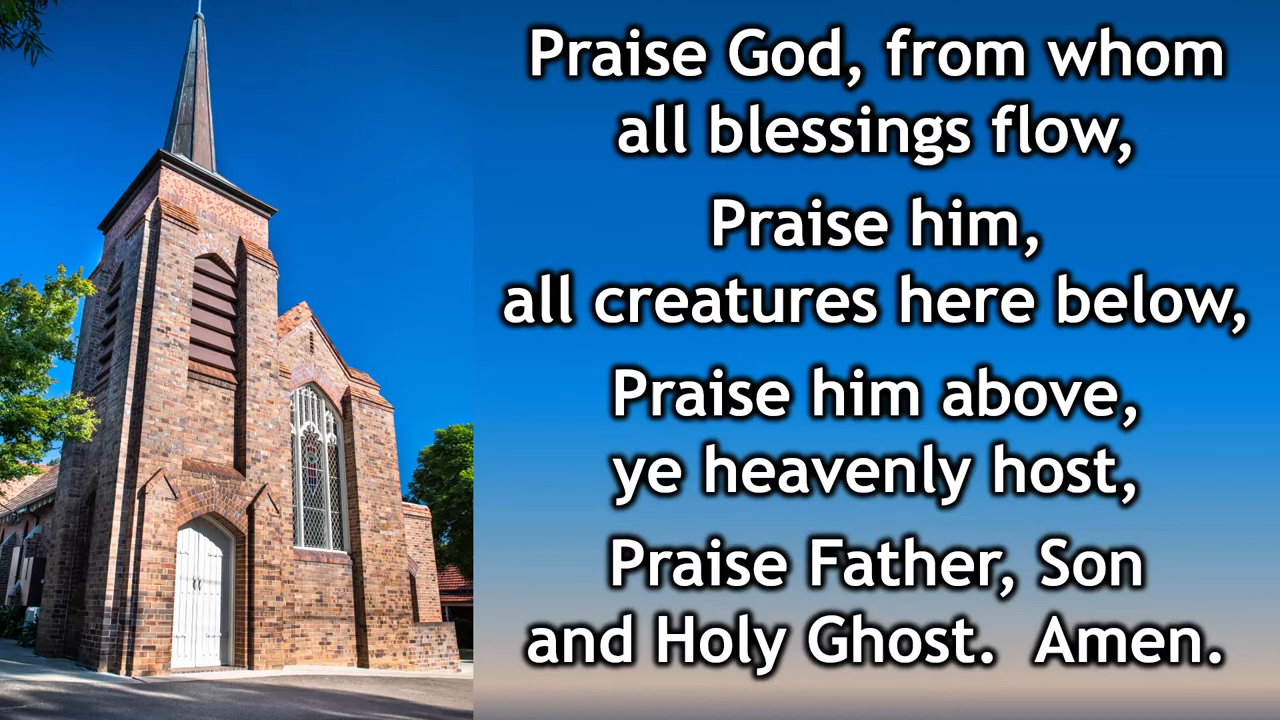 Praise God, from whom
all blessings flow,
Praise him,
all creatures here below,
Praise him above,
ye heavenly host,
Praise Father, Son
and Holy Ghost.  Amen.